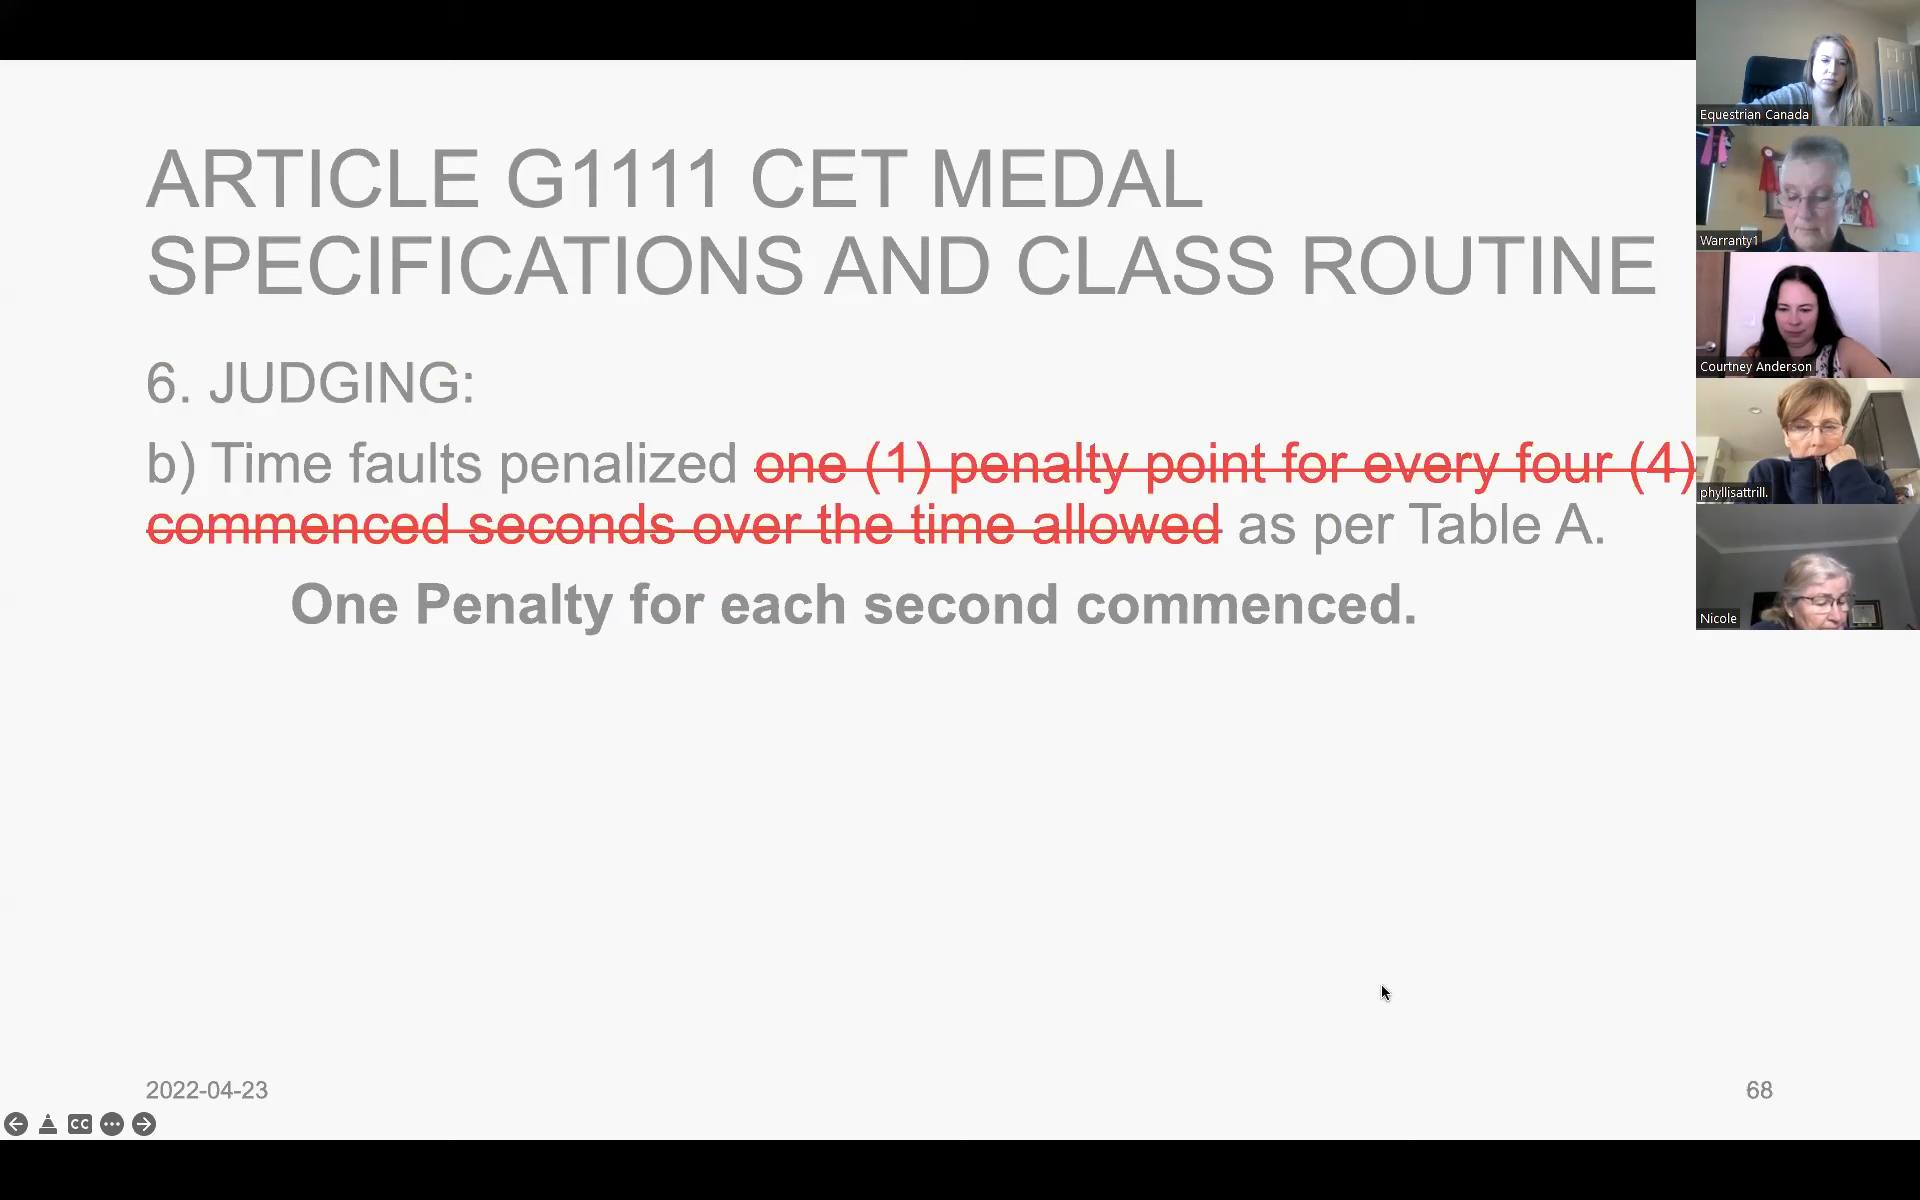 ARTICLE G1111 CET MEDAL
SPECIFICATIONS AND CLASS ROUTINE
6. JUDGING:
b) Time faults penalized one (1) penalty point for every four (4)
commenced seconds over the time allowed as per Table A.
One Penalty for each second commenced.
2022-04-23
68
CC
Equestrian Canada
Warranty1
Courtney Anderson
phyllisattrill.
Nicole